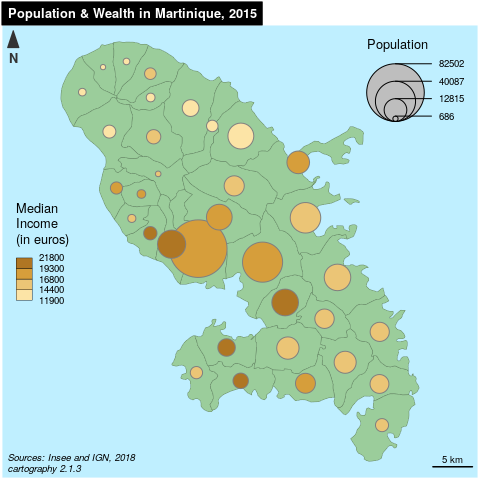 Population & Wealth in Martinique, 2015
N
Population
82502
40087
12815
686
Median
Income
(in euros)
21800
19300
16800
14400
11900
Sources: Insee and IGN, 2018
cartography 2.1.3
5 km